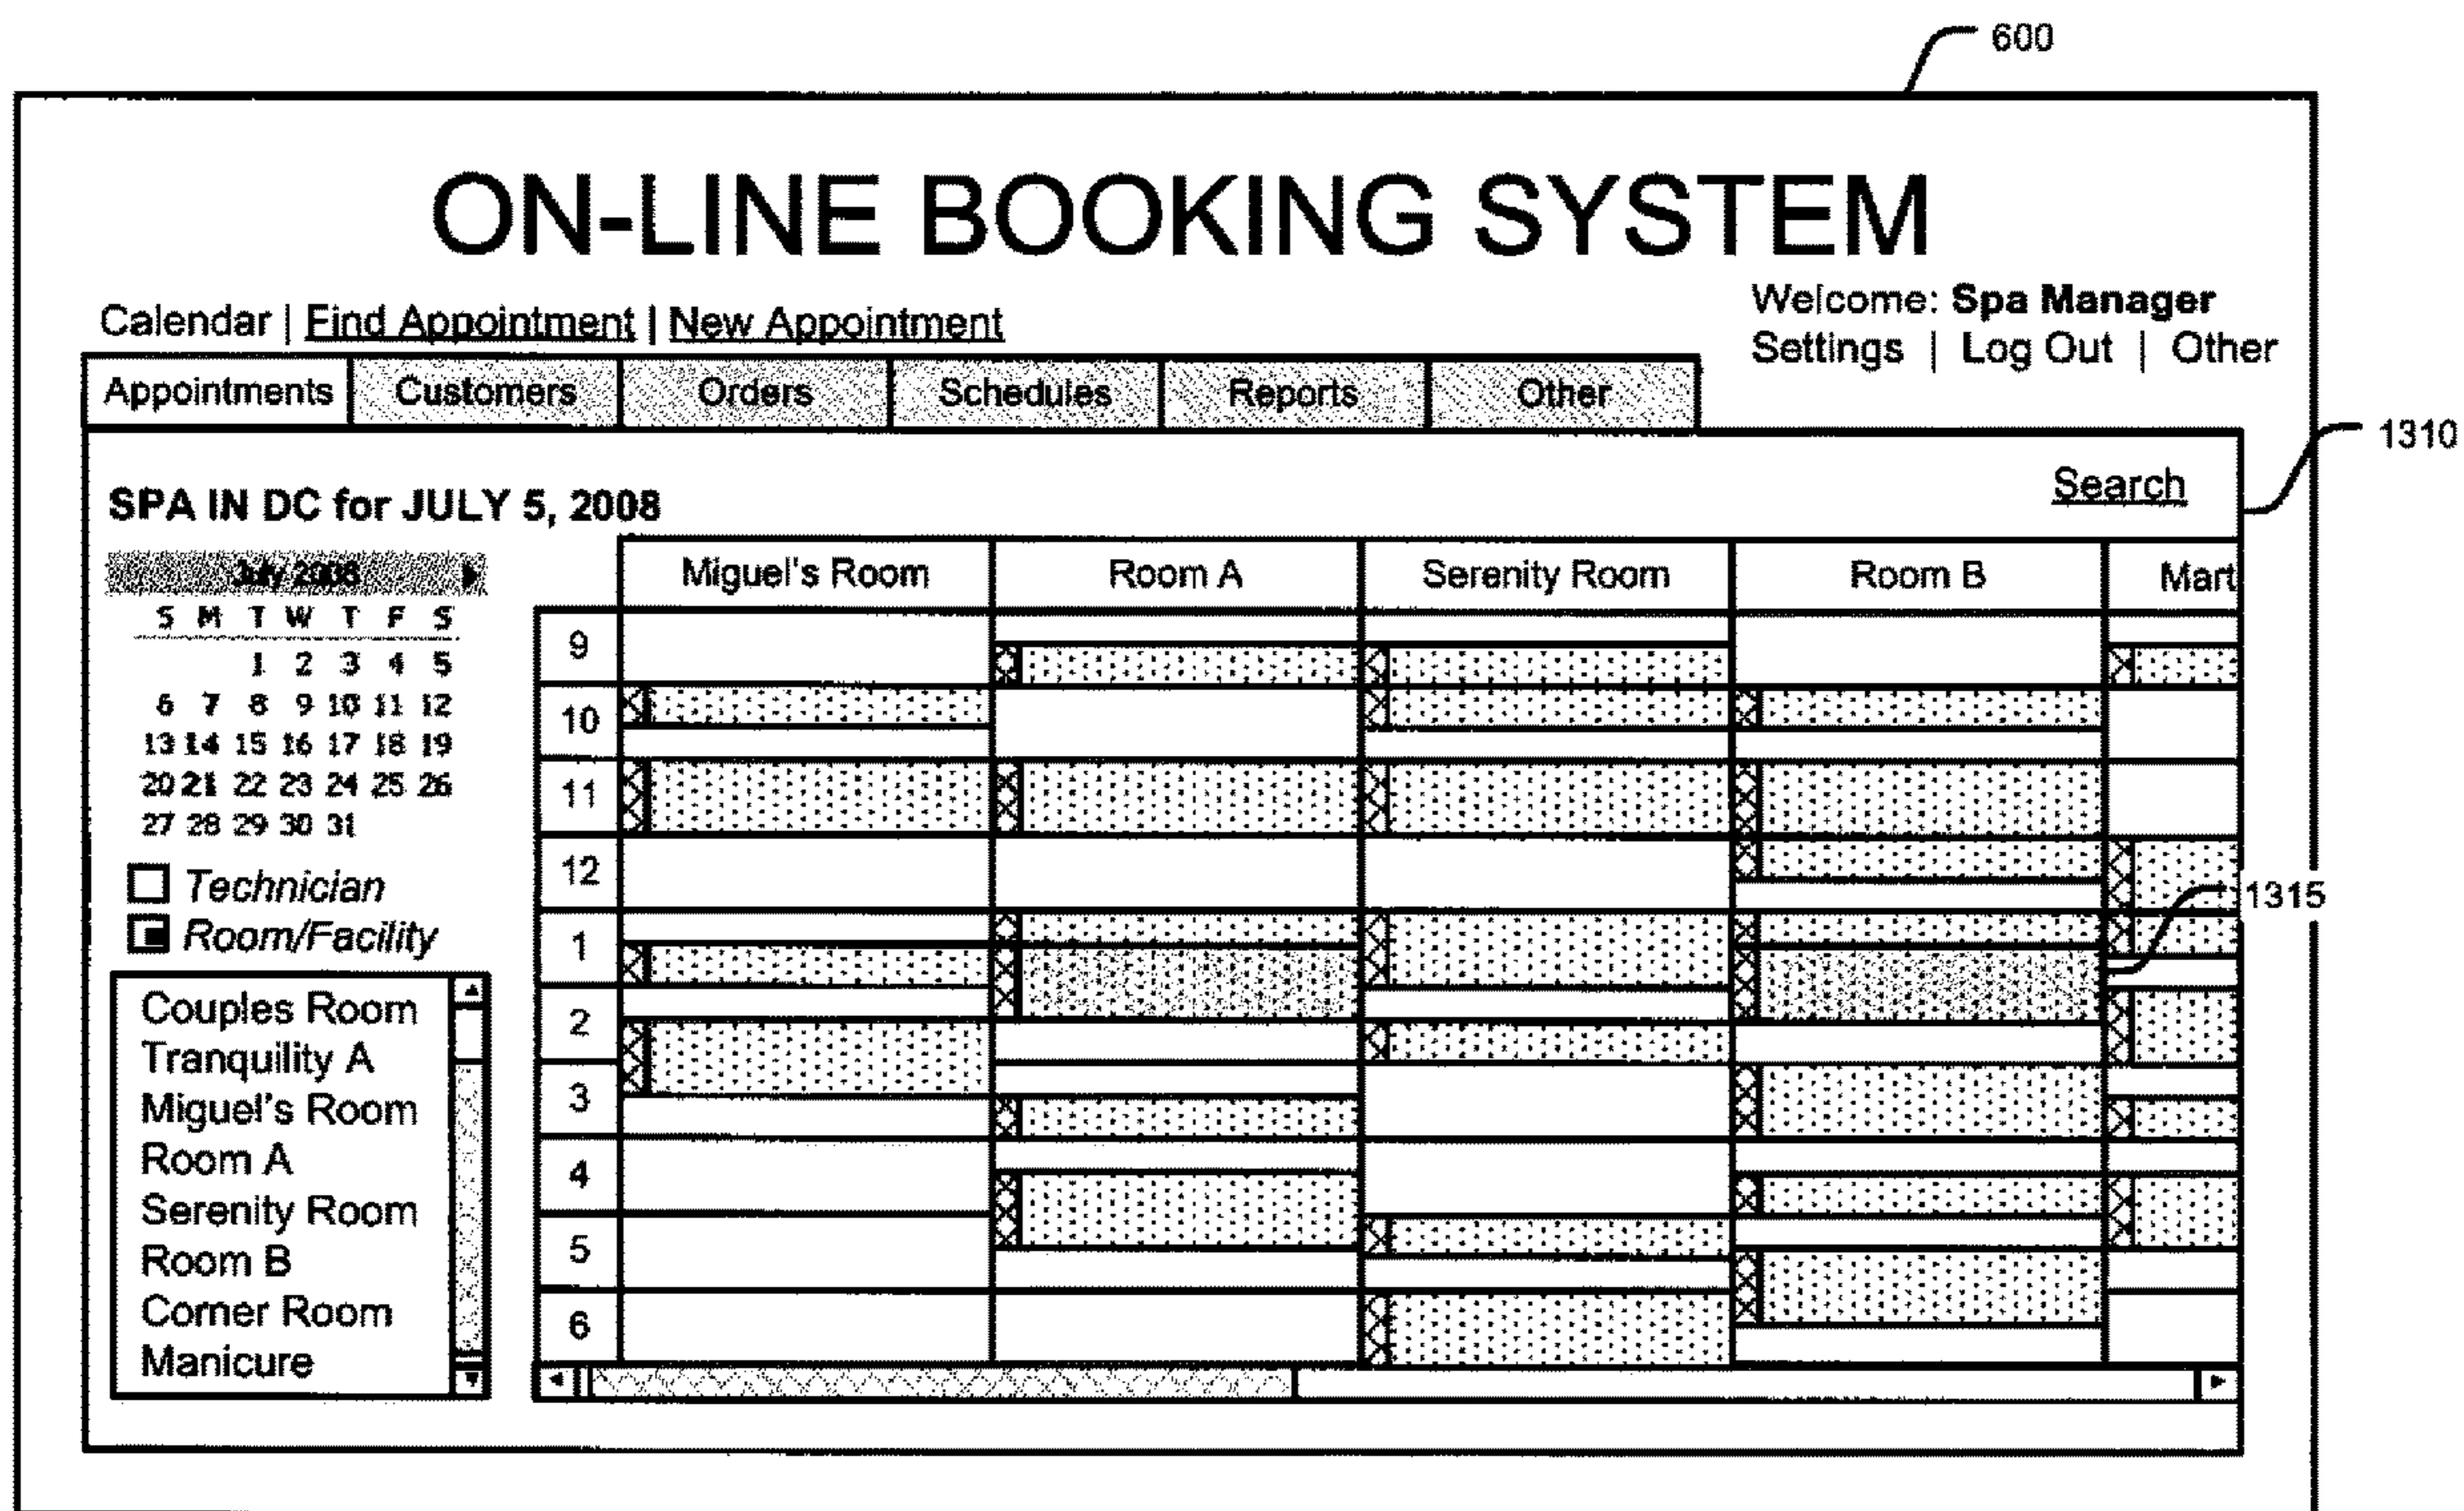 600
ON-LINE BOOKING SYSTEM
Calendar | Find Appointment | New Appointment
Welcome: Spa Manager
Settings | Log Out | Other
Appointments Customers Orders Schedules Reports Other
1310
Search
SPA IN DC for JULY 5, 2008
July 2008
S M T W T F S
1 2 3 4 5
6 7 8 9 10 11 12
13 14 15 16 17 18 19
20 21 22 23 24 25 26
27 28 29 30 31
Technician
Room/Facility
Couples Room
Tranquility A
Miguel's Room
Room A
Serenity Room
Room B
Corner Room
Manicure
Miguel's Room Room A Serenity Room Room B Mart
9
10
11
12
1
2
3
4
5
6
1315